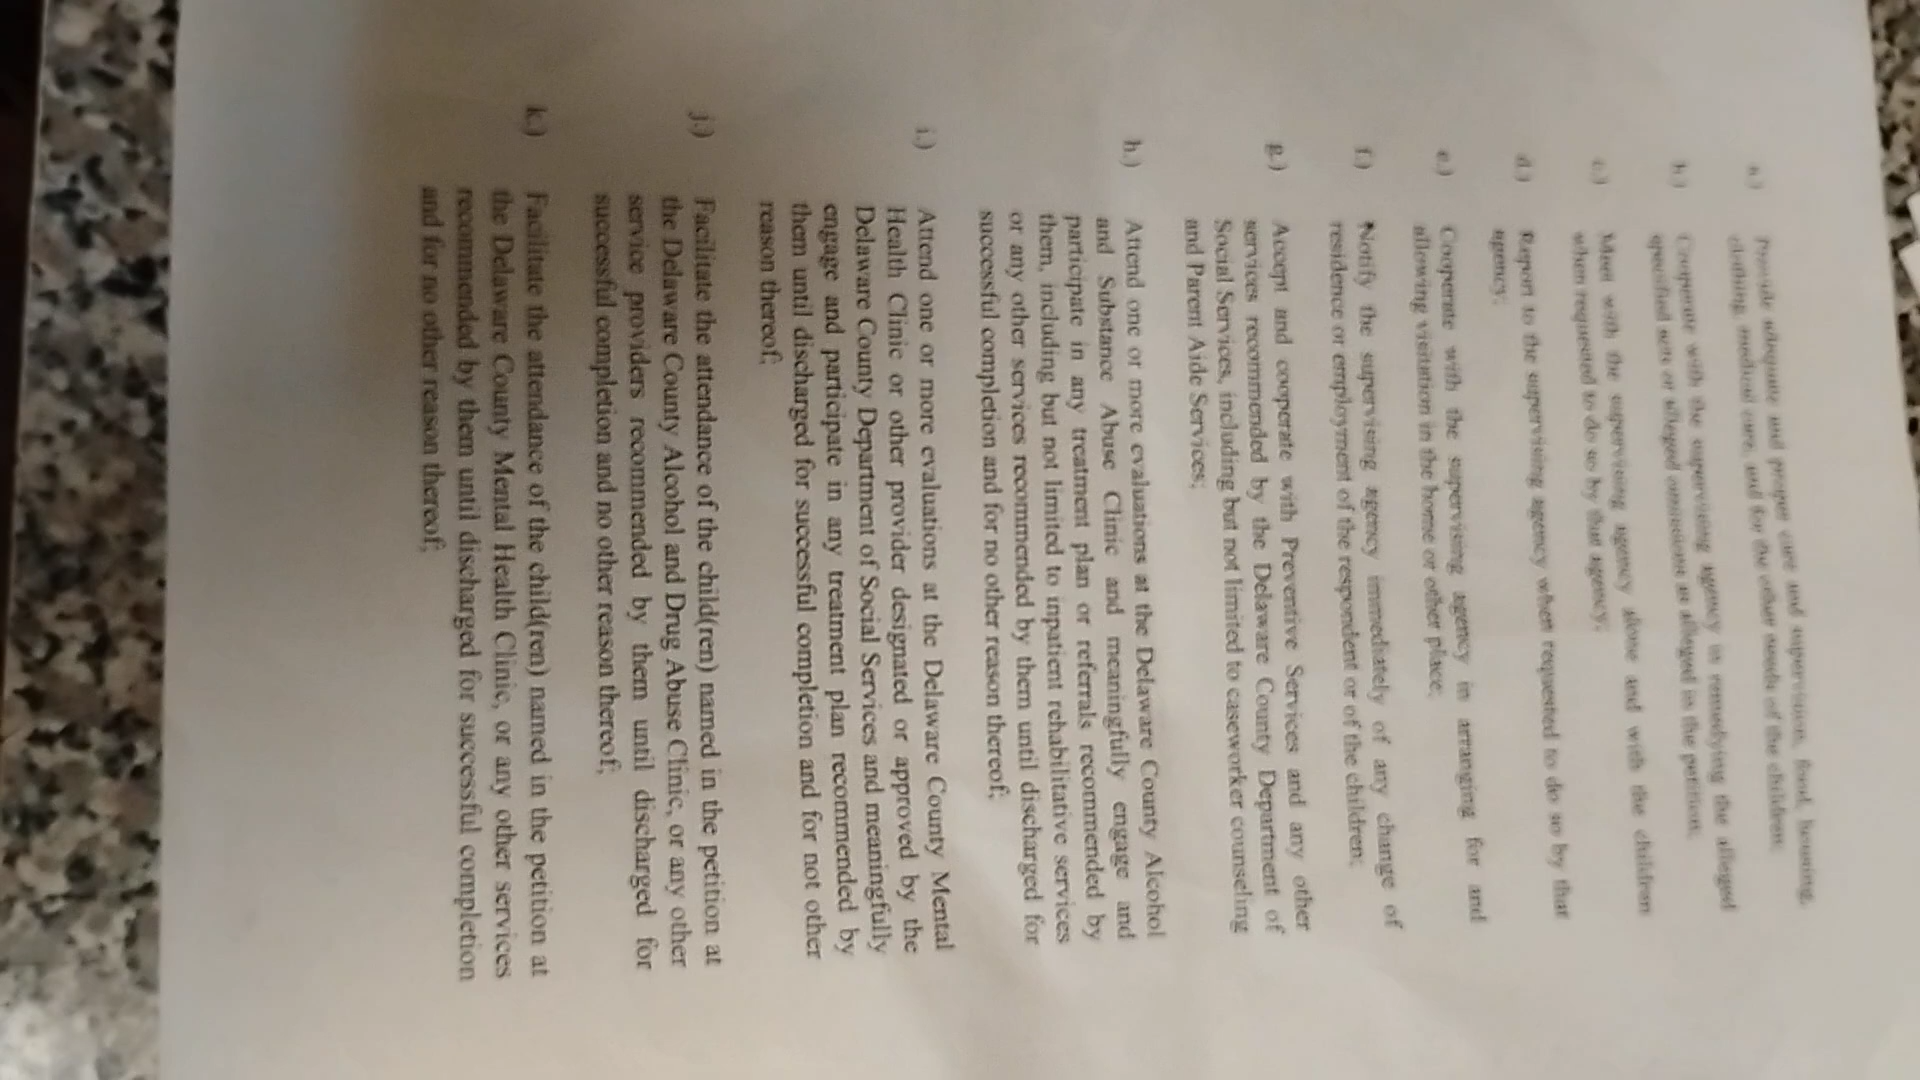 a.) Provide adequate and proper care and supervision, food, housing,
clothing, medical care, and for the other needs of the children.
b.) Cooperate with the supervising agency in remedying the alleged
specified acts or alleged omissions as alleged in the petition.
c.) Meet with the supervising agency alone and with the children
when requested to do so by that agency.
d.) Report to the supervising agency when requested to do so by that
agency;
e.) Cooperate with the supervising agency in arranging for and
allowing visitation in the home or other place;
f.) Notify the supervising agency immediately of any change of
residence or employment of the respondent or of the children;
g.) Accept and cooperate with Preventive Services and any other
services recommended by the Delaware County Department of
Social Services, including but not limited to caseworker counseling
and Parent Aide Services;
h.) Attend one or more evaluations at the Delaware County Alcohol
and Substance Abuse Clinic and meaningfully engage and
participate in any treatment plan or referrals recommended by
them, including but not limited to inpatient rehabilitative services
or any other services recommended by them until discharged for
successful completion and for no other reason thereof;
i.) Attend one or more evaluations at the Delaware County Mental
Health Clinic or other provider designated or approved by the
Delaware County Department of Social Services and meaningfully
engage and participate in any treatment plan recommended by
them until discharged for successful completion and for not other
reason thereof;
j.) Facilitate the attendance of the child(ren) named in the petition at
the Delaware County Alcohol and Drug Abuse Clinic, or any other
service providers recommended by them until discharged for
successful completion and no other reason thereof;
k.) Facilitate the attendance of the child(ren) named in the petition at
the Delaware County Mental Health Clinic, or any other services
recommended by them until discharged for successful completion
and for no other reason thereof;